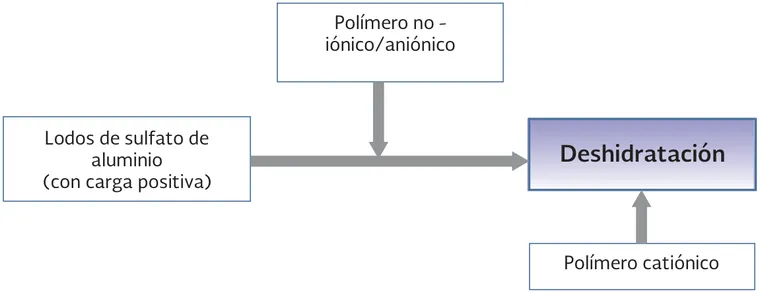 Polímero no -
iónico/aniónico
Lodos de sulfato de
aluminio
(con carga positiva)
Deshidratación
Polímero catiónico